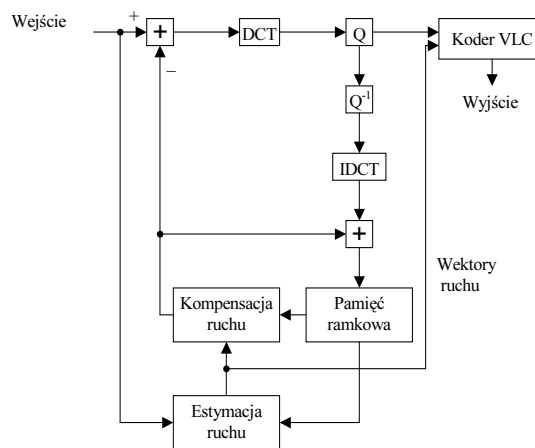 Wejście
+
+
DCT
Q
Koder VLC
–
Q-1
Wyjście
IDCT
+
Wektory
ruchu
Kompensacja
ruchu
Pamięć
ramkowa
Estymacja
ruchu